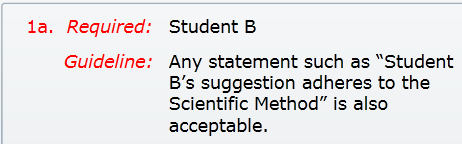 1a. Required: Student B
Guideline: Any statement such as “Student
B’s suggestion adheres to the
Scientific Method” is also
acceptable.